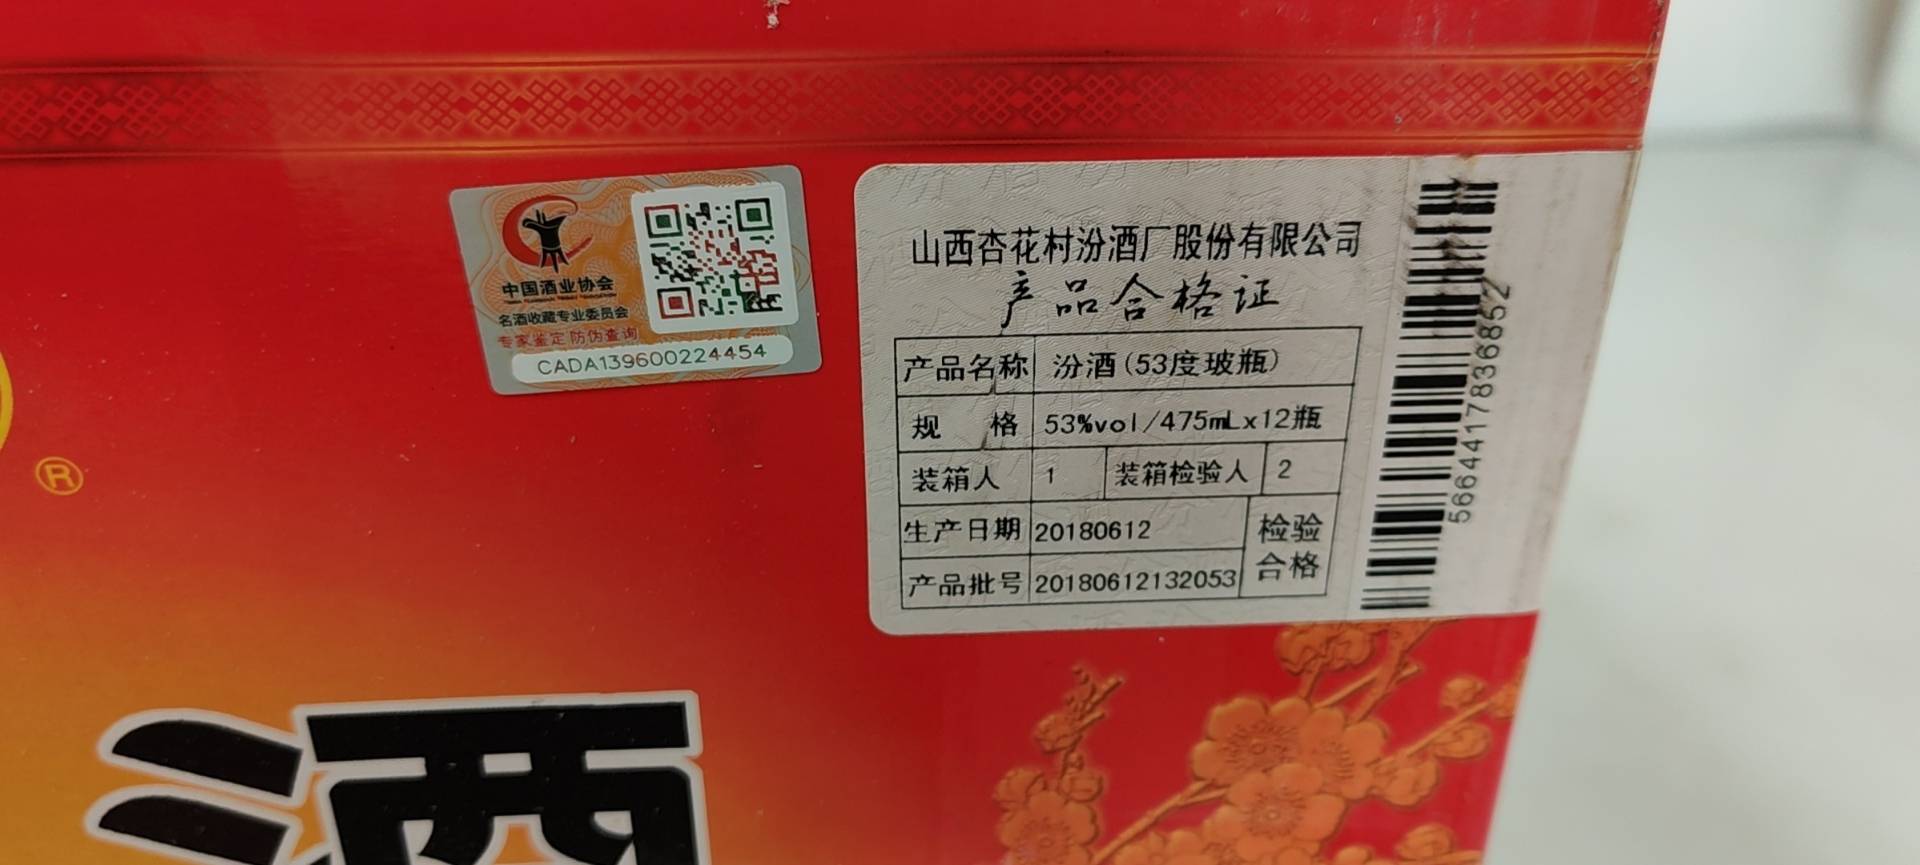 中国酒业协会
名酒收藏专业委员会
专家鉴定 防伪查询
CADA139600224454
山西杏花村汾酒厂股份有限公司
产品合格证
产品名称 汾酒(53度玻瓶)
规 格 53%vol/475mLx12瓶
装箱人 1 装箱检验人 2
生产日期 20180612 检验
产品批号 20180612132053 合格
5664417836852
®
酒